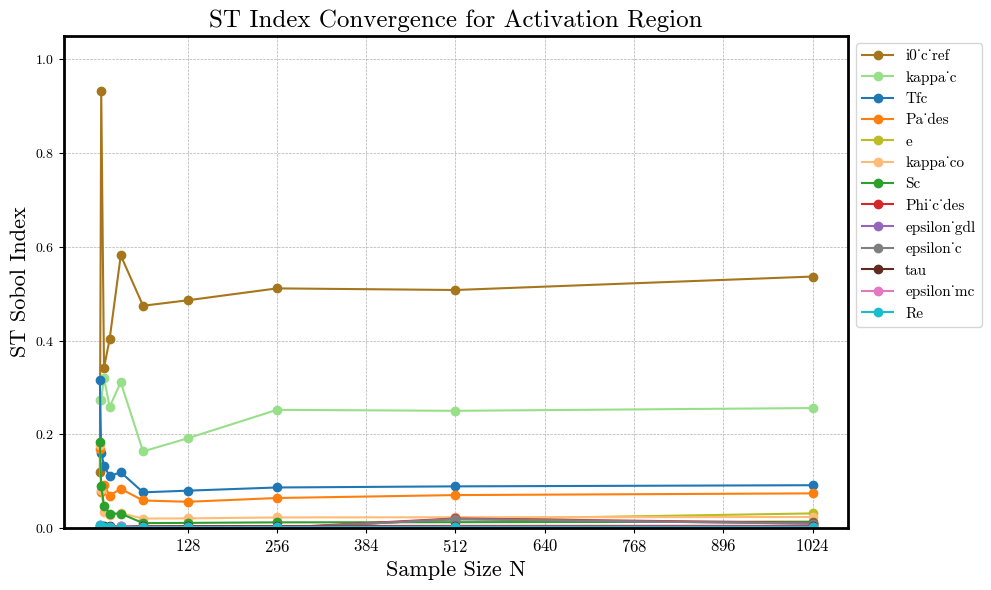 ST Index Convergence for Activation Region
ST Sobol Index
1.0
0.8
0.6
0.4
0.2
0.0
128
256
384
512
640
768
896
1024
Sample Size N
i0˙c˙ref
kappa˙c
Tfc
Pa˙des
e
kappa˙co
Sc
Phi˙c˙des
epsilon˙gdl
epsilon˙c
tau
epsilon˙mc
Re